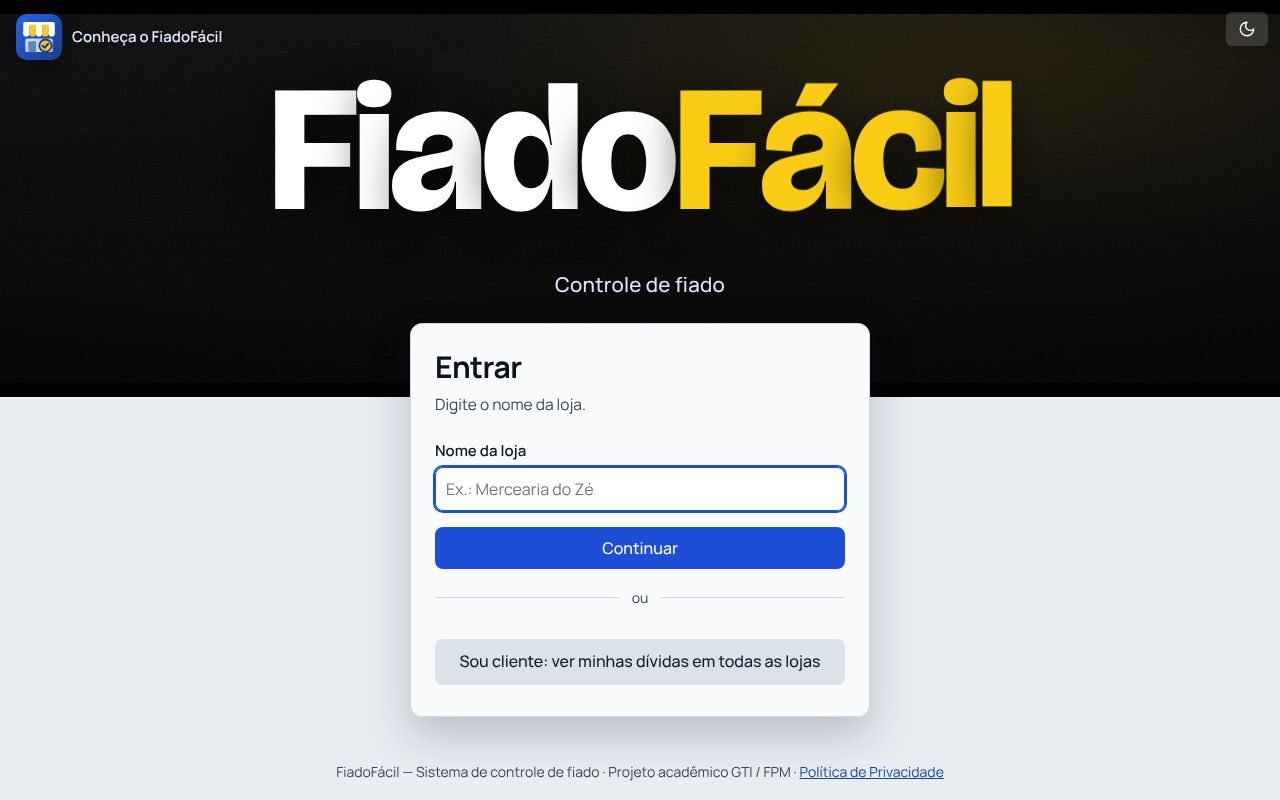 Conheça o FiadoFácil
FiadoFácil
Controle de fiado
Entrar
Digite o nome da loja.
Nome da loja
Ex.: Mercearia do Zé
Continuar
ou
Sou cliente: ver minhas dívidas em todas as lojas
FiadoFácil — Sistema de controle de fiado · Projeto acadêmico GTI / FPM · Política de Privacidade